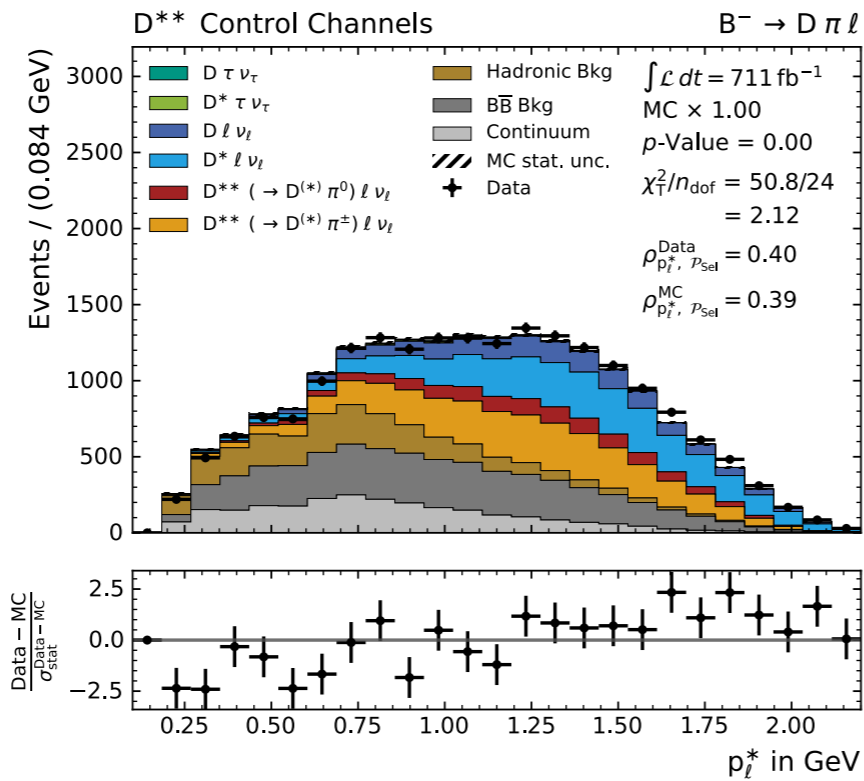 D** Control Channels
B⁻ → D π ℓ
Events / (0.084 GeV)
3000
2500
2000
1500
1000
500
0
D τ ν_τ
D* τ ν_τ
D ℓ ν_ℓ
D* ℓ ν_ℓ
D** (→ D^(*) π⁰) ℓ ν_ℓ
D** (→ D^(*) π^±) ℓ ν_ℓ
Hadronic Bkg
BB̅ Bkg
Continuum
MC stat. unc.
Data
∫ℒ dt = 711 fb⁻¹
MC × 1.00
p-Value = 0.00
χ²_T/n_dof = 50.8/24
= 2.12
ρ^Data_{p*_ℓ, 𝒫_Sel} = 0.40
ρ^MC_{p*_ℓ, 𝒫_Sel} = 0.39
Data − MC
σ^{Data−MC}_stat
2.5
0.0
−2.5
0.25 0.50 0.75 1.00 1.25 1.50 1.75 2.00
p*_ℓ in GeV